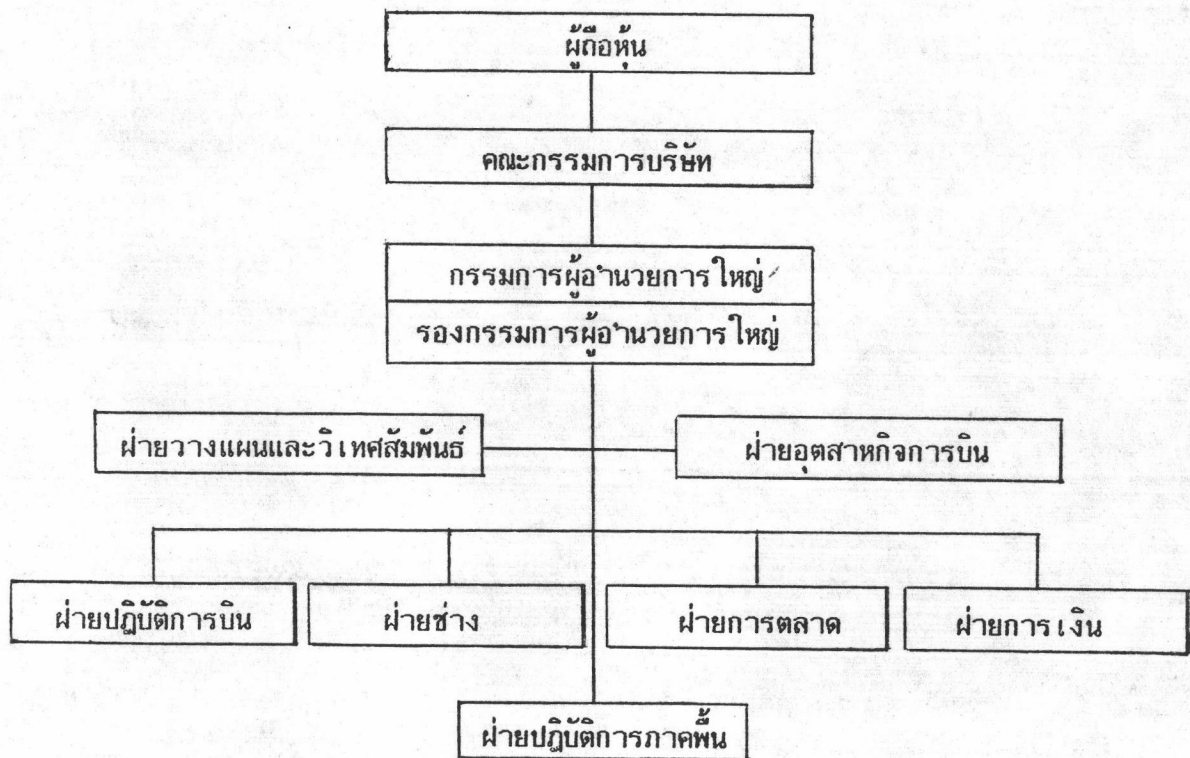 ผู้ถือหุ้น
คณะกรรมการบริษัท
กรรมการผู้อำนวยการใหญ่
รองกรรมการผู้อำนวยการใหญ่
ฝ่ายวางแผนและวิเทศสัมพันธ์
ฝ่ายอุตสาหกิจการบิน
ฝ่ายปฏิบัติการบิน
ฝ่ายช่าง
ฝ่ายการตลาด
ฝ่ายการเงิน
ฝ่ายปฏิบัติการภาคพื้น